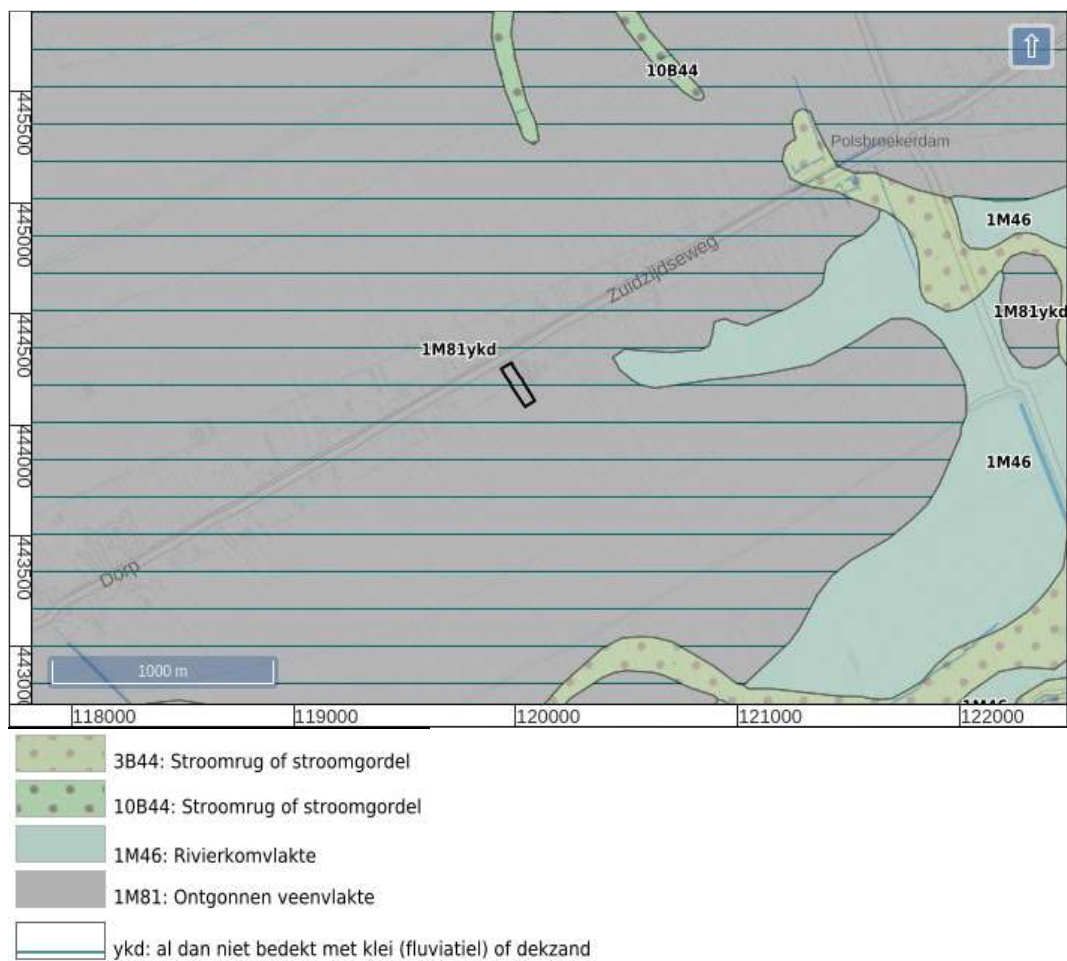 ⇧
10B44
445500
Polsbroekerdam
445000
1M46
Zuidzijdseweg
1M81ykd
444500
1M81ykd
444000
1M46
443500
Dorp
1000 m
443000
1M46
118000 119000 120000 121000 122000
3B44: Stroomrug of stroomgordel
10B44: Stroomrug of stroomgordel
1M46: Rivierkomvlakte
1M81: Ontgonnen veenvlakte
ykd: al dan niet bedekt met klei (fluviatiel) of dekzand